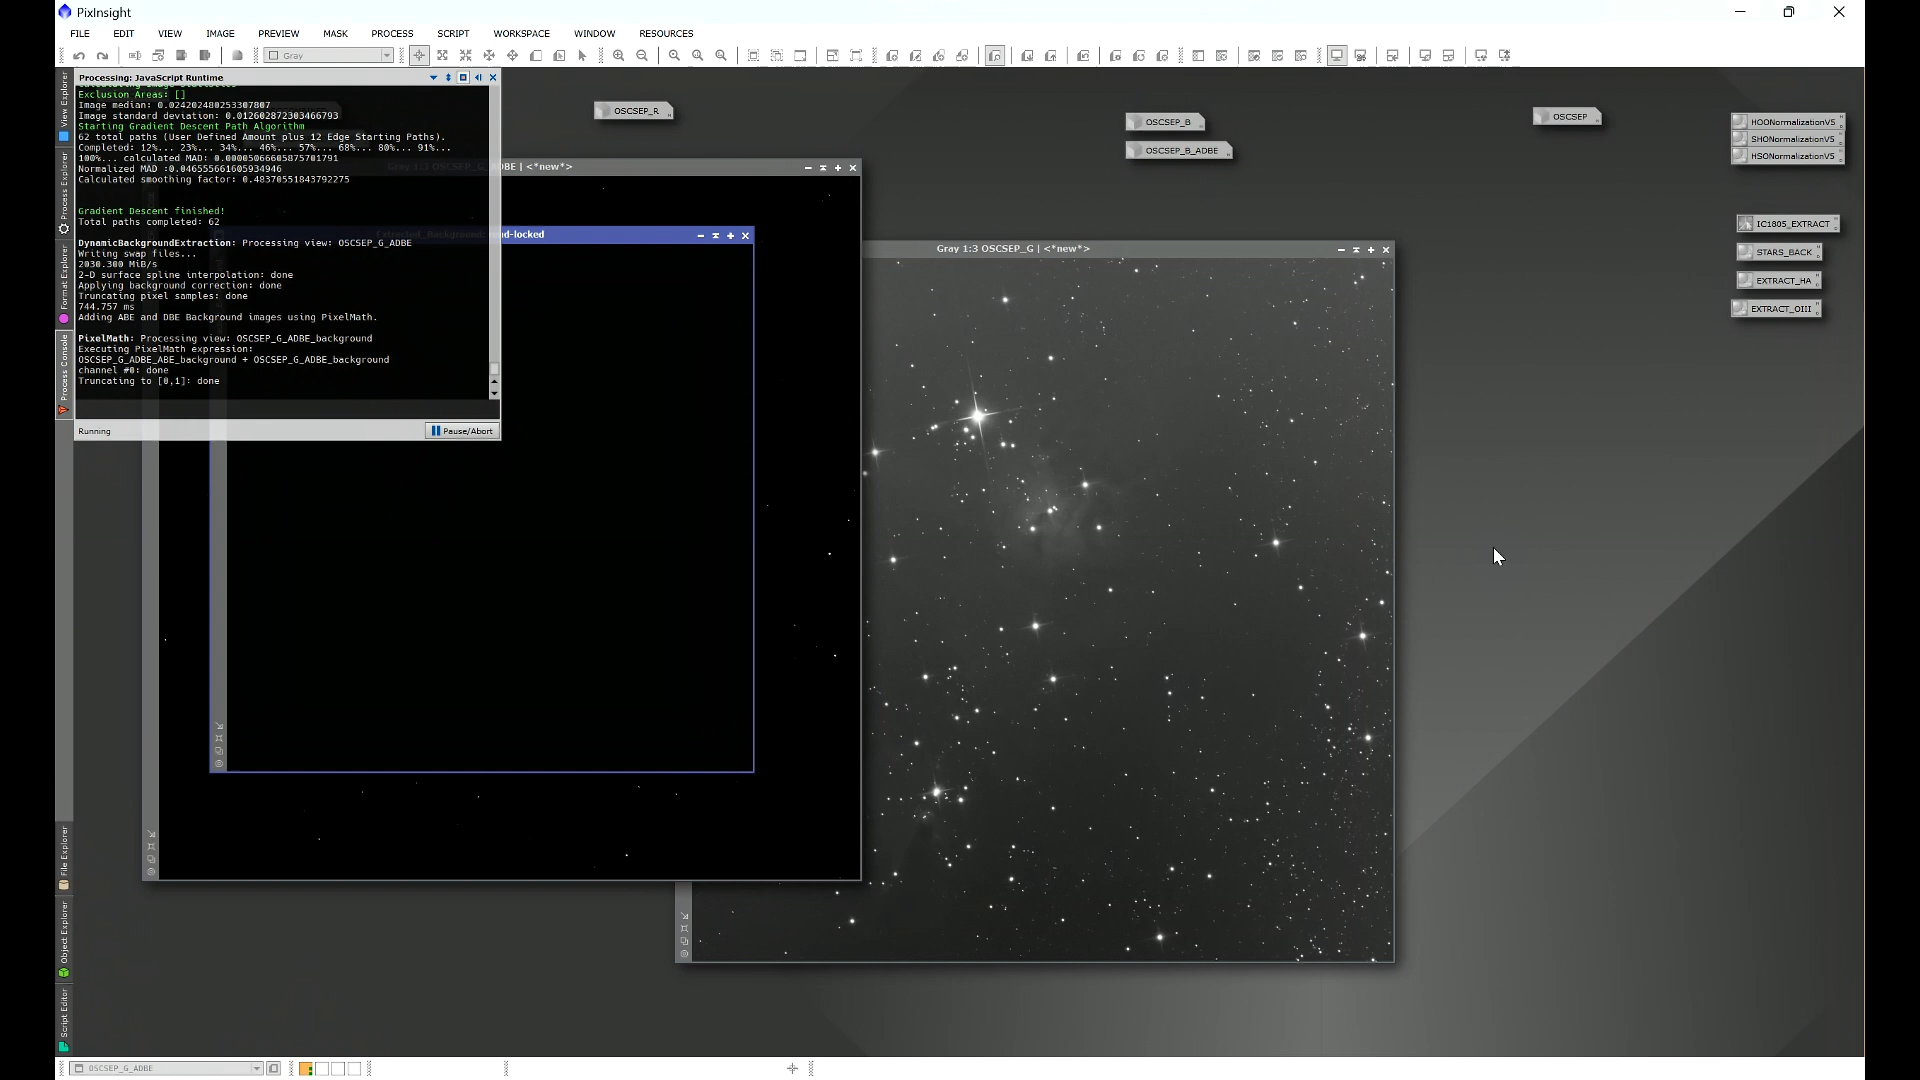 PixInsight
FILE EDIT VIEW IMAGE PREVIEW MASK PROCESS SCRIPT WORKSPACE WINDOW RESOURCES
Gray
Processing: JavaScript Runtime
Exclusion Areas: []
Image median: 0.024202480253307807
Image standard deviation: 0.012602872303466793
Starting Gradient Descent Path Algorithm
62 total paths (User Defined Amount plus 12 Edge Starting Paths).
Completed: 12%... 23%... 34%... 46%... 57%... 68%... 80%... 91%...
100%... calculated MAD: 0.00005066605875701791
Normalized MAD :0.046555661605934946
Calculated smoothing factor: 0.48370551843792275
Gradient Descent finished!
Total paths completed: 62
DynamicBackgroundExtraction: Processing view: OSCSEP_G_ADBE
Writing swap files...
2030.300 MiB/s
2-D surface spline interpolation: done
Applying background correction: done
Truncating pixel samples: done
744.757 ms
Adding ABE and DBE Background images using PixelMath.
PixelMath: Processing view: OSCSEP_G_ADBE_background
Executing PixelMath expression:
OSCSEP_G_ADBE_ABE_background + OSCSEP_G_ADBE_background
channel #0: done
Truncating to [0,1]: done
Running
Pause/Abort
View Explorer
Process Explorer
Format Explorer
Process Console
File Explorer
Object Explorer
Script Editor
Gray 1:3 OSCSEP_G_ADBE | <*new*>
Gray 1:3 OSCSEP_G | <*new*>
OSCSEP_R
OSCSEP_B
OSCSEP_B_ADBE
OSCSEP
HOONormalizationV5
SHONormalizationV5
HSONormalizationV5
IC1805_EXTRACT
STARS_BACK
EXTRACT_HA
EXTRACT_OIII
OSCSEP_G_ADBE